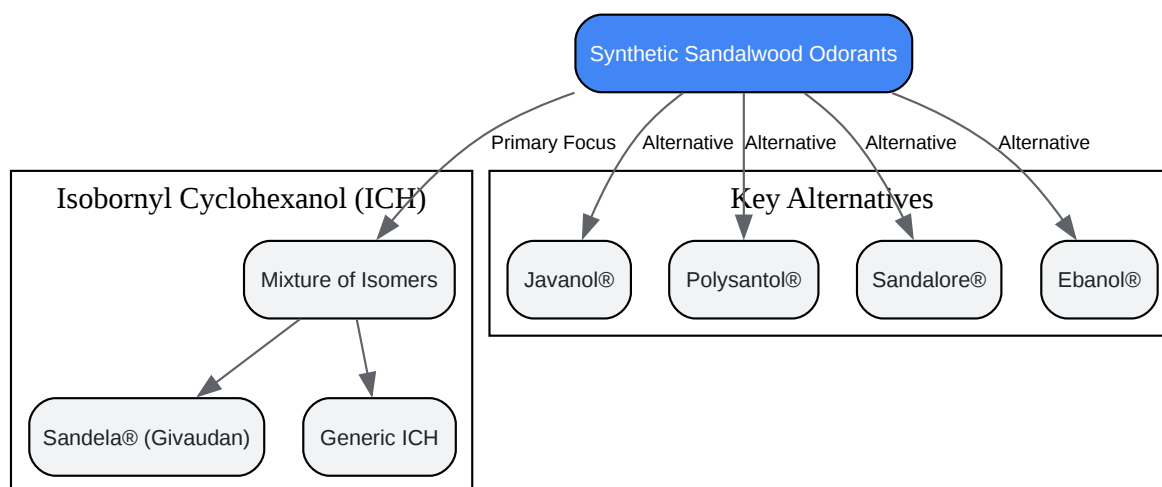 Synthetic Sandalwood Odorants
Primary Focus
Alternative
Alternative
Alternative
Alternative
Isobornyl Cyclohexanol (ICH)
Key Alternatives
Mixture of Isomers
Javanol®
Polysantol®
Sandalore®
Ebanol®
Sandela® (Givaudan)
Generic ICH